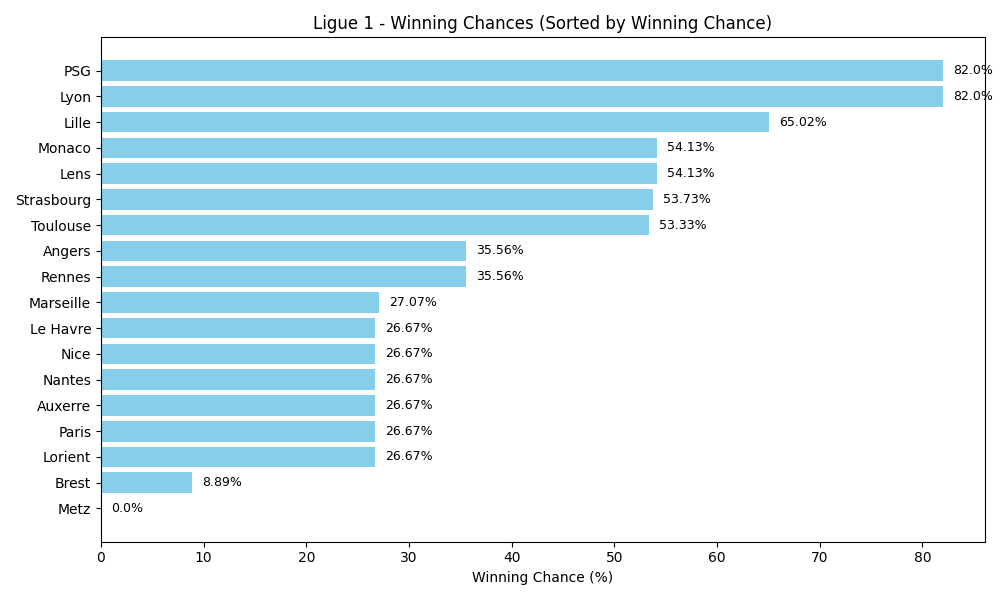 Ligue 1 - Winning Chances (Sorted by Winning Chance)
PSG 82.0%
Lyon 82.0%
Lille 65.02%
Monaco 54.13%
Lens 54.13%
Strasbourg 53.73%
Toulouse 53.33%
Angers 35.56%
Rennes 35.56%
Marseille 27.07%
Le Havre 26.67%
Nice 26.67%
Nantes 26.67%
Auxerre 26.67%
Paris 26.67%
Lorient 26.67%
Brest 8.89%
Metz 0.0%
0 10 20 30 40 50 60 70 80
Winning Chance (%)